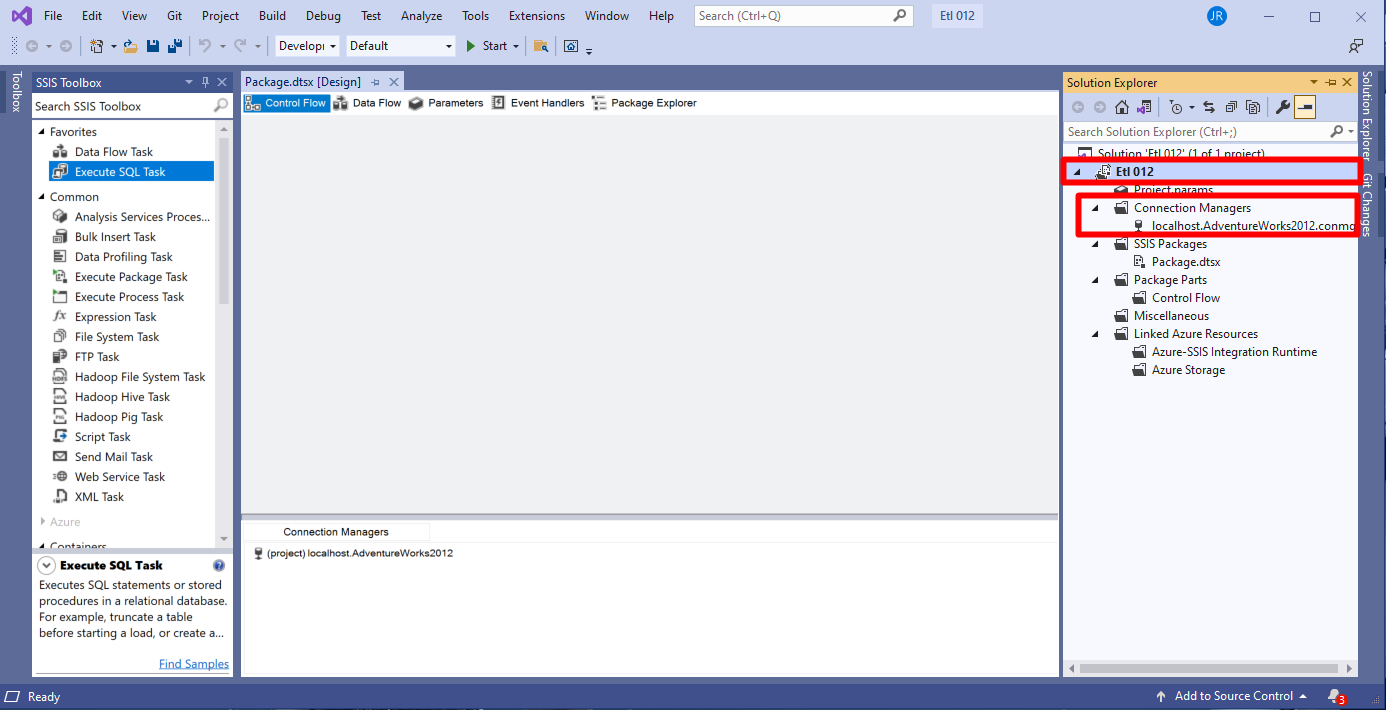 File Edit View Git Project Build Debug Test Analyze Tools Extensions Window Help Search (Ctrl+Q) Etl 012 JR
Default Start
Toolbox
SSIS Toolbox
Search SSIS Toolbox
Favorites
Data Flow Task
Execute SQL Task
Common
Analysis Services Proces...
Bulk Insert Task
Data Profiling Task
Execute Package Task
Execute Process Task
Expression Task
File System Task
FTP Task
Hadoop File System Task
Hadoop Hive Task
Hadoop Pig Task
Script Task
Send Mail Task
Web Service Task
XML Task
Azure
Containers
Execute SQL Task
Executes SQL statements or stored
procedures in a relational database.
For example, truncate a table
before starting a load, or create a...
Find Samples
Package.dtsx [Design]
Control Flow Data Flow Parameters Event Handlers Package Explorer
Connection Managers
(project) localhost.AdventureWorks2012
Solution Explorer
Search Solution Explorer (Ctrl+;)
Solution 'Etl 012' (1 of 1 project)
Etl 012
Project.params
Connection Managers
localhost.AdventureWorks2012.conm
SSIS Packages
Package.dtsx
Package Parts
Control Flow
Miscellaneous
Linked Azure Resources
Azure-SSIS Integration Runtime
Azure Storage
Solution Explorer
Git Changes
Ready
Add to Source Control 3